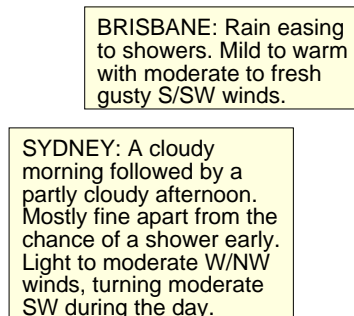 BRISBANE: Rain easing
to showers. Mild to warm
with moderate to fresh
gusty S/SW winds.
SYDNEY: A cloudy
morning followed by a
partly cloudy afternoon.
Mostly fine apart from the
chance of a shower early.
Light to moderate W/NW
winds, turning moderate
SW during the day.